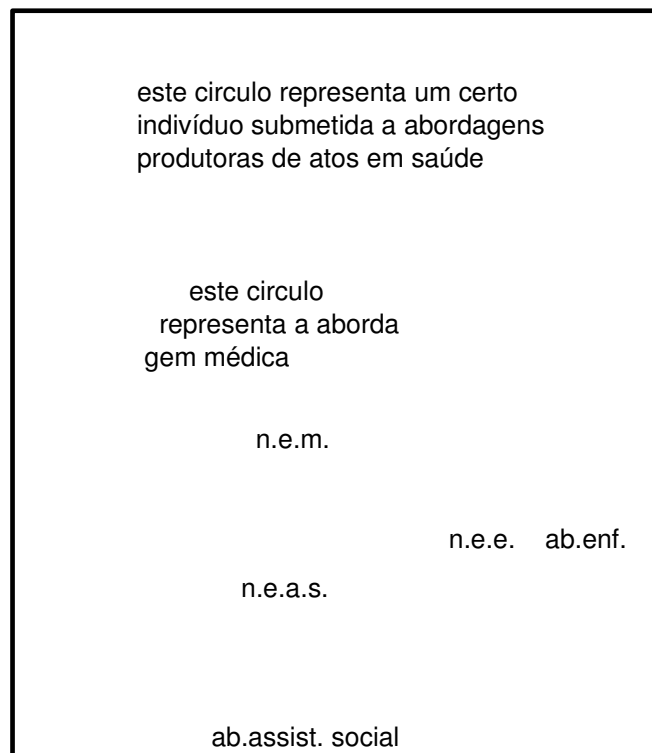 este circulo representa um certo
indivíduo submetida a abordagens
produtoras de atos em saúde
este circulo
representa a aborda
gem médica
n.e.m.
n.e.e. ab.enf.
n.e.a.s.
ab.assist. social